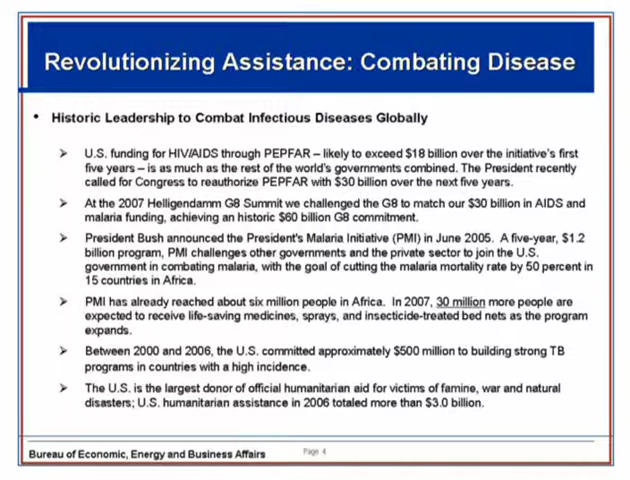 Revolutionizing Assistance: Combating Disease
• Historic Leadership to Combat Infectious Diseases Globally
➢ U.S. funding for HIV/AIDS through PEPFAR – likely to exceed $18 billion over the initiative's first
five years – is as much as the rest of the world's governments combined. The President recently
called for Congress to reauthorize PEPFAR with $30 billion over the next five years.
➢ At the 2007 Helligendamm G8 Summit we challenged the G8 to match our $30 billion in AIDS and
malaria funding, achieving an historic $60 billion G8 commitment.
➢ President Bush announced the President's Malaria Initiative (PMI) in June 2005. A five-year, $1.2
billion program, PMI challenges other governments and the private sector to join the U.S.
government in combating malaria, with the goal of cutting the malaria mortality rate by 50 percent in
15 countries in Africa.
➢ PMI has already reached about six million people in Africa. In 2007, 30 million more people are
expected to receive life-saving medicines, sprays, and insecticide-treated bed nets as the program
expands.
➢ Between 2000 and 2006, the U.S. committed approximately $500 million to building strong TB
programs in countries with a high incidence.
➢ The U.S. is the largest donor of official humanitarian aid for victims of famine, war and natural
disasters; U.S. humanitarian assistance in 2006 totaled more than $3.0 billion.
Bureau of Economic, Energy and Business Affairs
Page 4